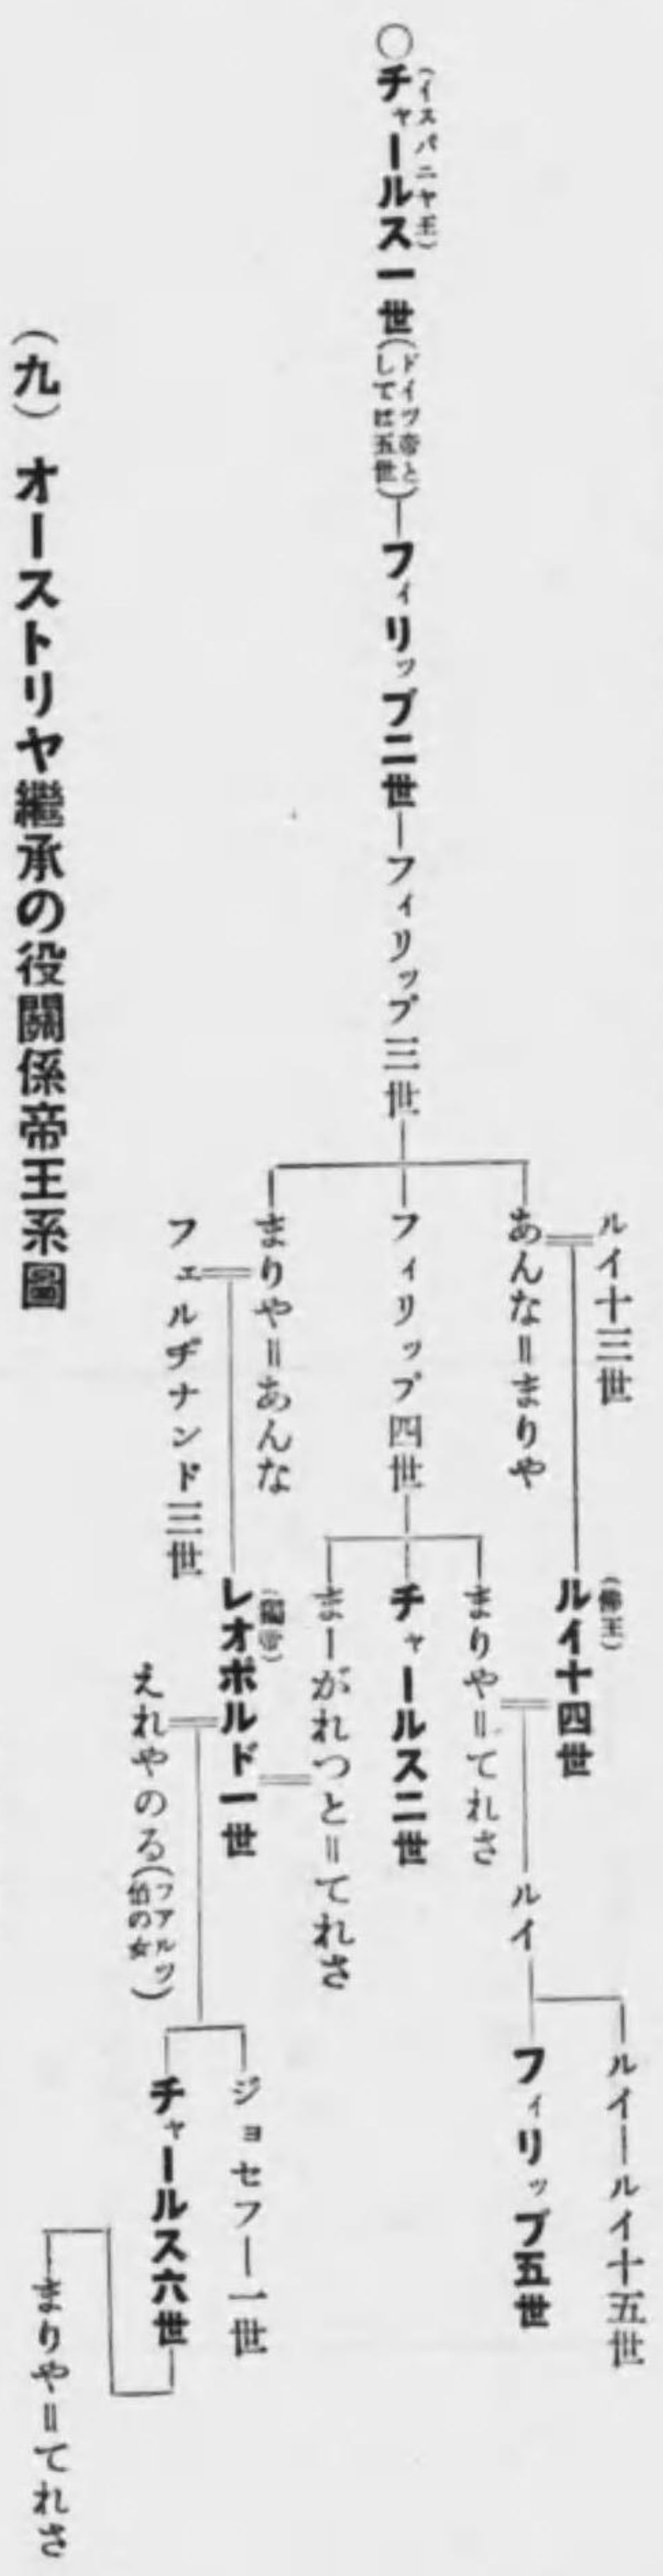 ○チャールス一世(ドイツ帝としては五世)―フィリップ二世―フィリップ三世
(イスパニヤ王)
ルイ十三世
あんな=まりや
フィリップ四世
まりや=あんな
フェルヂナンド三世
(佛王)
ルイ十四世
まりや=てれさ
チャールス二世
まーがれつと=てれさ
(獨帝)
レオポルド一世
えれやのる(フアルツ伯の女)
ルイ
ルイ―ルイ十五世
フィリップ五世
ジョセフ一世
チャールス六世
まりや=てれさ
(九) オーストリヤ繼承の役關係帝王系圖